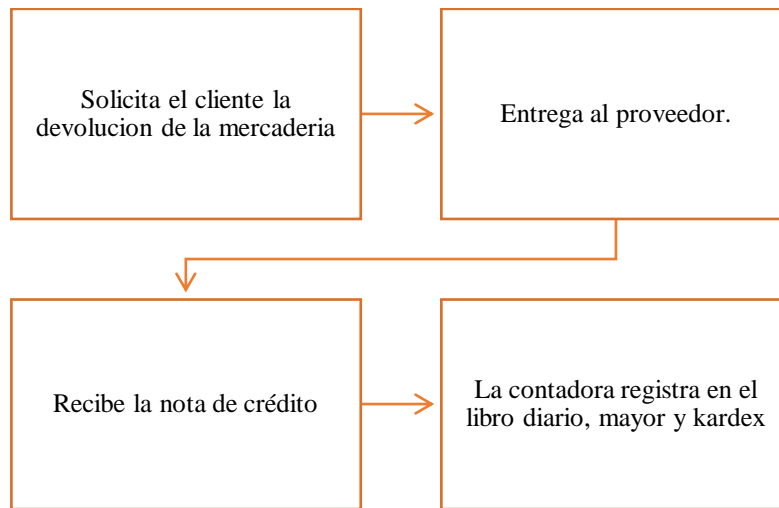 Solicita el cliente la
devolucion de la mercaderia
Entrega al proveedor.
Recibe la nota de crédito
La contadora registra en el
libro diario, mayor y kardex